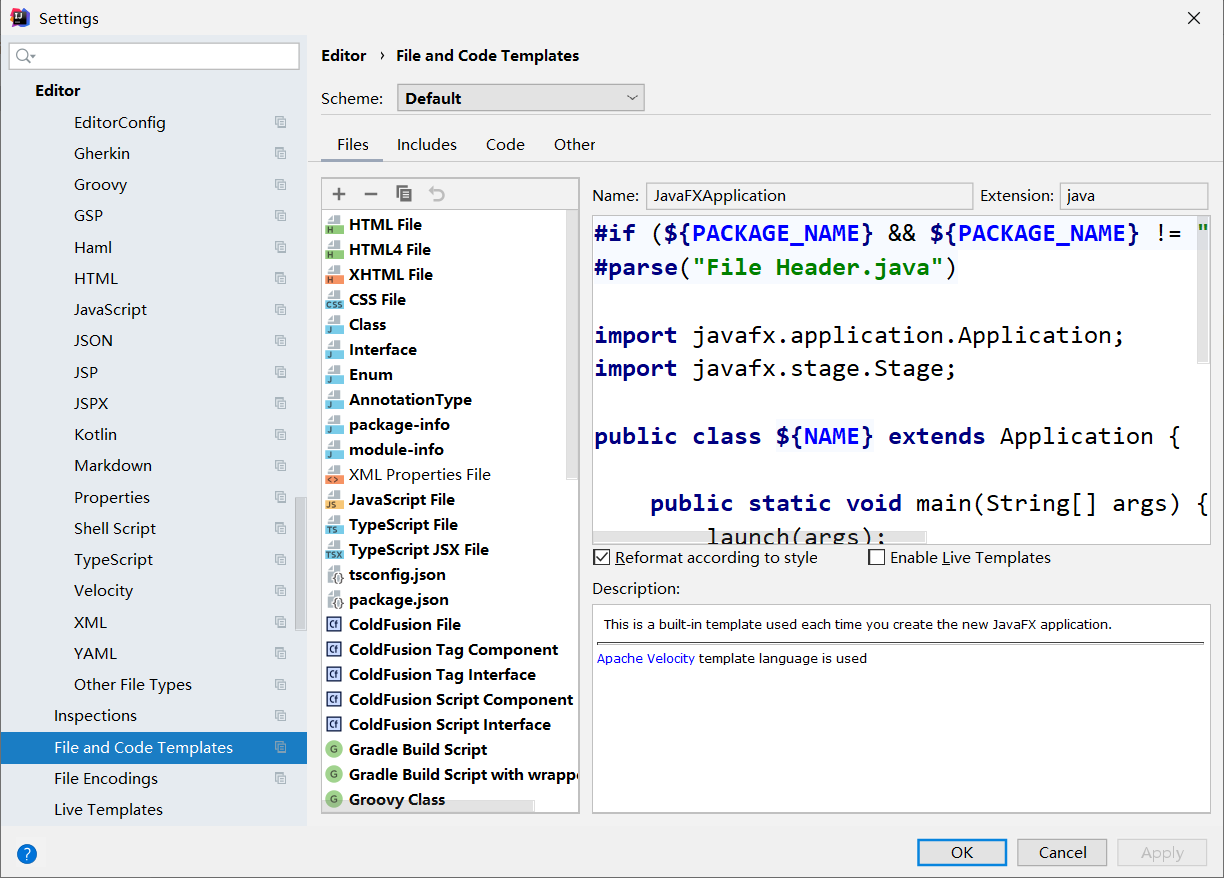 Settings
Editor › File and Code Templates
Editor
Scheme: Default
EditorConfig
Gherkin
Groovy
GSP
Haml
HTML
JavaScript
JSON
JSP
JSPX
Kotlin
Markdown
Properties
Shell Script
TypeScript
Velocity
XML
YAML
Other File Types
Inspections
File and Code Templates
File Encodings
Live Templates
Files Includes Code Other
HTML File
HTML4 File
XHTML File
CSS File
Class
Interface
Enum
AnnotationType
package-info
module-info
XML Properties File
JavaScript File
TypeScript File
TypeScript JSX File
tsconfig.json
package.json
ColdFusion File
ColdFusion Tag Component
ColdFusion Tag Interface
ColdFusion Script Component
ColdFusion Script Interface
Gradle Build Script
Gradle Build Script with wrappe
Groovy Class
Name: JavaFXApplication Extension: java
#if (${PACKAGE_NAME} && ${PACKAGE_NAME} != "
#parse("File Header.java")
import javafx.application.Application;
import javafx.stage.Stage;
public class ${NAME} extends Application {
public static void main(String[] args) {
launch(args);
Reformat according to style Enable Live Templates
Description:
This is a built-in template used each time you create the new JavaFX application.
Apache Velocity template language is used
? OK Cancel Apply